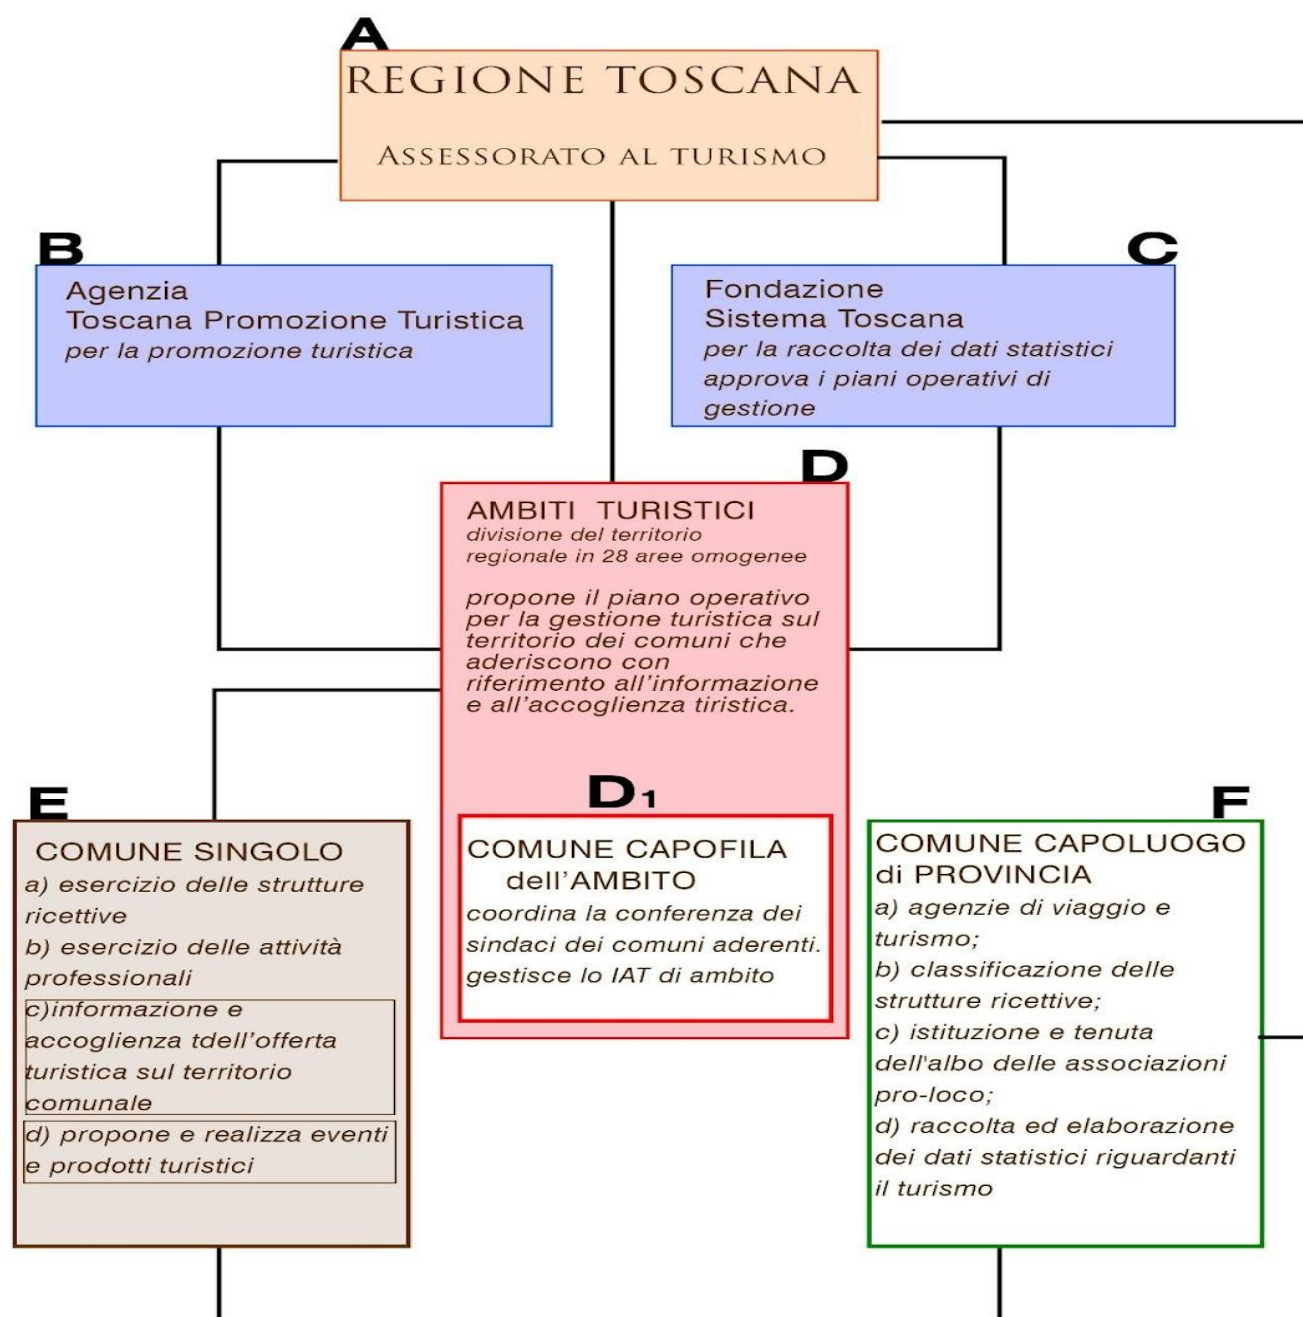 A
REGIONE TOSCANA
ASSESSORATO AL TURISMO
B
Agenzia
Toscana Promozione Turistica
per la promozione turistica
C
Fondazione
Sistema Toscana
per la raccolta dei dati statistici
approva i piani operativi di
gestione
D
AMBITI TURISTICI
divisione del territorio
regionale in 28 aree omogenee
propone il piano operativo
per la gestione turistica sul
territorio dei comuni che
aderiscono con
riferimento all'informazione
e all'accoglienza tiristica.
D1
COMUNE CAPOFILA
dell'AMBITO
coordina la conferenza dei
sindaci dei comuni aderenti.
gestisce lo IAT di ambito
E
COMUNE SINGOLO
a) esercizio delle strutture
ricettive
b) esercizio delle attività
professionali
c)informazione e
accoglienza tdell'offerta
turistica sul territorio
comunale
d) propone e realizza eventi
e prodotti turistici
F
COMUNE CAPOLUOGO
di PROVINCIA
a) agenzie di viaggio e
turismo;
b) classificazione delle
strutture ricettive;
c) istituzione e tenuta
dell'albo delle associazioni
pro-loco;
d) raccolta ed elaborazione
dei dati statistici riguardanti
il turismo